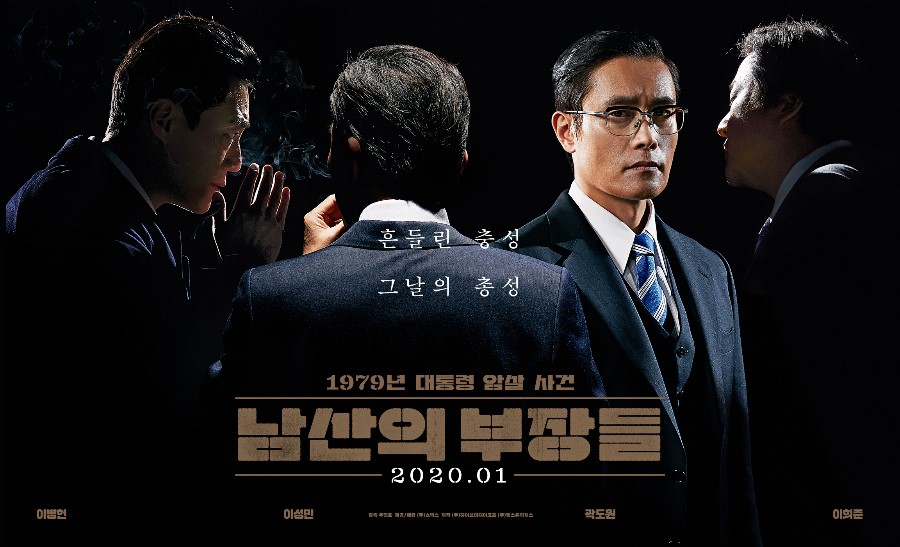 흔들린 충성
그날의 총성
1979년 대통령 암살 사건
남산의 부장들
2020.01
이병헌
이성민
곽도원
이희준